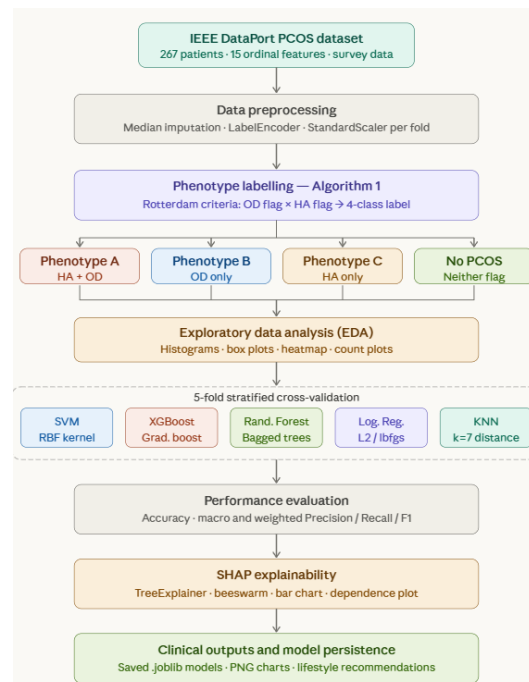 IEEE DataPort PCOS dataset
267 patients · 15 ordinal features · survey data
Data preprocessing
Median imputation · LabelEncoder · StandardScaler per fold
Phenotype labelling — Algorithm 1
Rotterdam criteria: OD flag × HA flag → 4-class label
Phenotype A
HA + OD
Phenotype B
OD only
Phenotype C
HA only
No PCOS
Neither flag
Exploratory data analysis (EDA)
Histograms · box plots · heatmap · count plots
5-fold stratified cross-validation
SVM
RBF kernel
XGBoost
Grad. boost
Rand. Forest
Bagged trees
Log. Reg.
L2 / lbfgs
KNN
k=7 distance
Performance evaluation
Accuracy · macro and weighted Precision / Recall / F1
SHAP explainability
TreeExplainer · beeswarm · bar chart · dependence plot
Clinical outputs and model persistence
Saved .joblib models · PNG charts · lifestyle recommendations